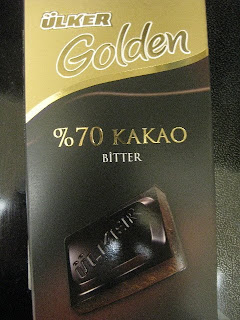 ÜLKER
Golden
%70 KAKAO
BİTTER
ÜLKER